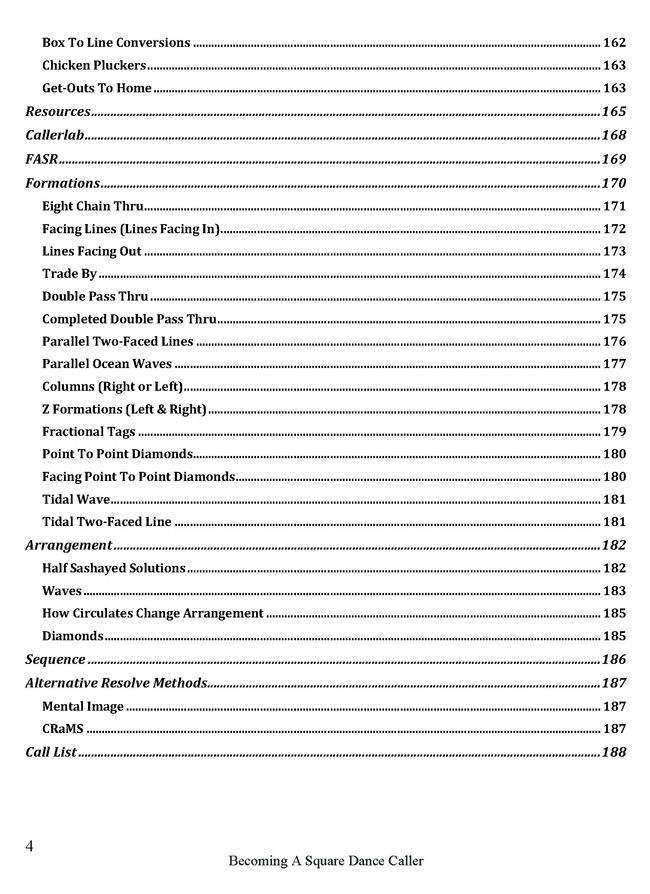 Box To Line Conversions ........................................ 162
Chicken Pluckers ........................................ 163
Get-Outs To Home ........................................ 163
Resources ........................................ 165
Callerlab ........................................ 168
FASR ........................................ 169
Formations ........................................ 170
Eight Chain Thru ........................................ 171
Facing Lines (Lines Facing In) ........................................ 172
Lines Facing Out ........................................ 173
Trade By ........................................ 174
Double Pass Thru ........................................ 175
Completed Double Pass Thru ........................................ 175
Parallel Two-Faced Lines ........................................ 176
Parallel Ocean Waves ........................................ 177
Columns (Right or Left) ........................................ 178
Z Formations (Left & Right) ........................................ 178
Fractional Tags ........................................ 179
Point To Point Diamonds ........................................ 180
Facing Point To Point Diamonds ........................................ 180
Tidal Wave ........................................ 181
Tidal Two-Faced Line ........................................ 181
Arrangement ........................................ 182
Half Sashayed Solutions ........................................ 182
Waves ........................................ 183
How Circulates Change Arrangement ........................................ 185
Diamonds ........................................ 185
Sequence ........................................ 186
Alternative Resolve Methods ........................................ 187
Mental Image ........................................ 187
CRaMS ........................................ 187
Call List ........................................ 188
4
Becoming A Square Dance Caller